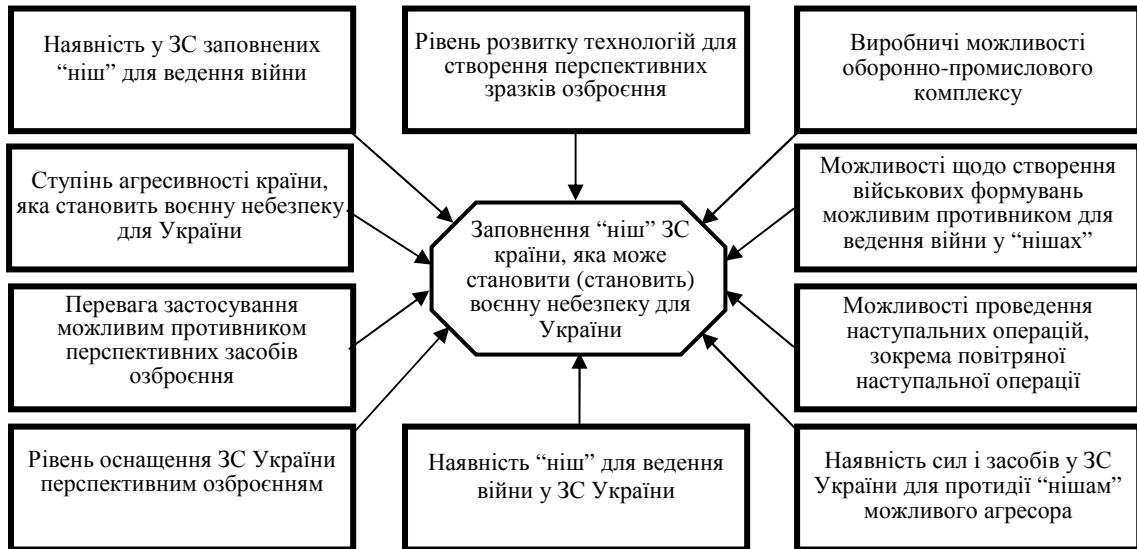 Наявність у ЗС заповнених
“ніш” для ведення війни
Рівень розвитку технологій для
створення перспективних
зразків озброєння
Виробничі можливості
оборонно-промислового
комплексу
Ступінь агресивності країни,
яка становить воєнну небезпеку
для України
Можливості щодо створення
військових формувань
можливим противником для
ведення війни у “нішах”
Заповнення “ніш” ЗС
країни, яка може
становити (становить)
воєнну небезпеку для
України
Перевага застосування
можливим противником
перспективних засобів
озброєння
Можливості проведення
наступальних операцій,
зокрема повітряної
наступальної операції
Рівень оснащення ЗС України
перспективним озброєнням
Наявність “ніш” для ведення
війни у ЗС України
Наявність сил і засобів у ЗС
України для протидії “нішам”
можливого агресора